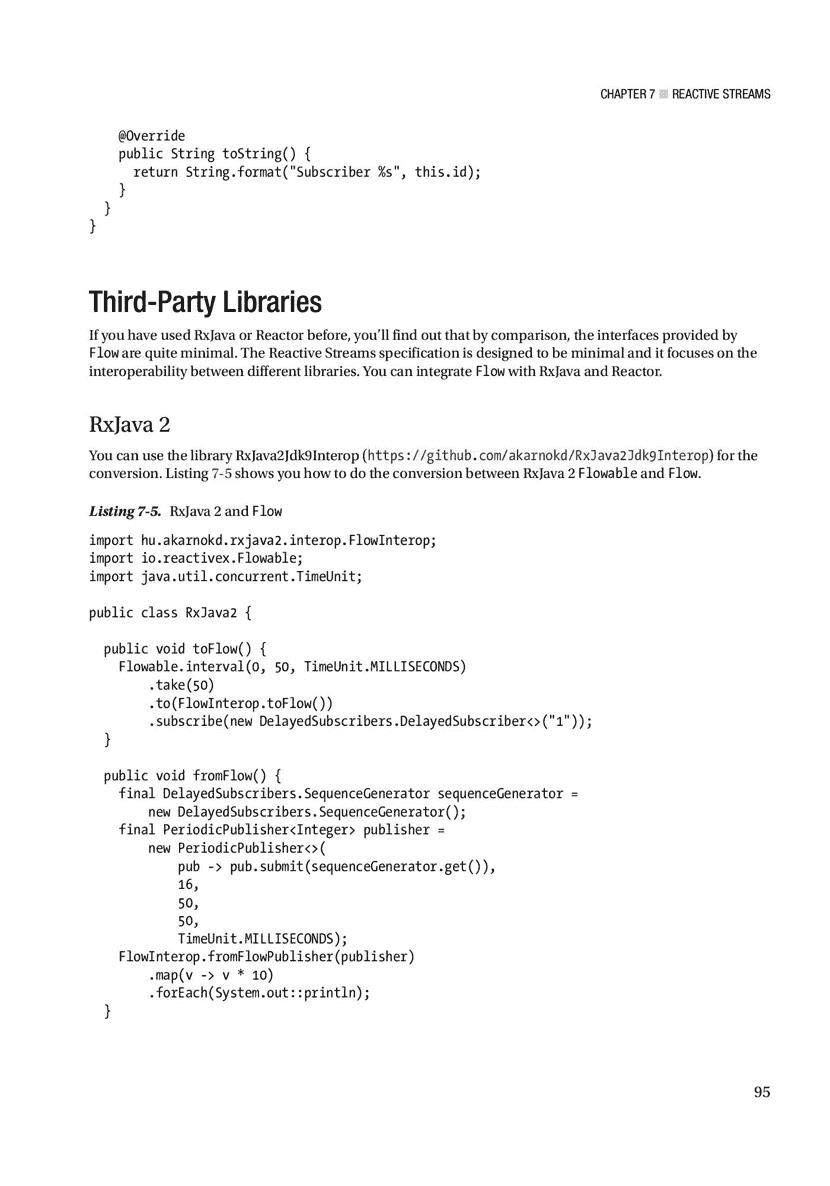 CHAPTER 7 ■ REACTIVE STREAMS
@Override
public String toString() {
return String.format("Subscriber %s", this.id);
}
}
}
Third-Party Libraries
If you have used RxJava or Reactor before, you’ll find out that by comparison, the interfaces provided by
Flow are quite minimal. The Reactive Streams specification is designed to be minimal and it focuses on the
interoperability between different libraries. You can integrate Flow with RxJava and Reactor.
RxJava 2
You can use the library RxJava2Jdk9Interop (https://github.com/akarnokd/RxJava2Jdk9Interop) for the
conversion. Listing 7-5 shows you how to do the conversion between RxJava 2 Flowable and Flow.
Listing 7-5. RxJava 2 and Flow
import hu.akarnokd.rxjava2.interop.FlowInterop;
import io.reactivex.Flowable;
import java.util.concurrent.TimeUnit;
public class RxJava2 {
public void toFlow() {
Flowable.interval(0, 50, TimeUnit.MILLISECONDS)
.take(50)
.to(FlowInterop.toFlow())
.subscribe(new DelayedSubscribers.DelayedSubscriber<>("1"));
}
public void fromFlow() {
final DelayedSubscribers.SequenceGenerator sequenceGenerator =
new DelayedSubscribers.SequenceGenerator();
final PeriodicPublisher<Integer> publisher =
new PeriodicPublisher<>(
pub -> pub.submit(sequenceGenerator.get()),
16,
50,
50,
TimeUnit.MILLISECONDS);
FlowInterop.fromFlowPublisher(publisher)
.map(v -> v * 10)
.forEach(System.out::println);
}
95